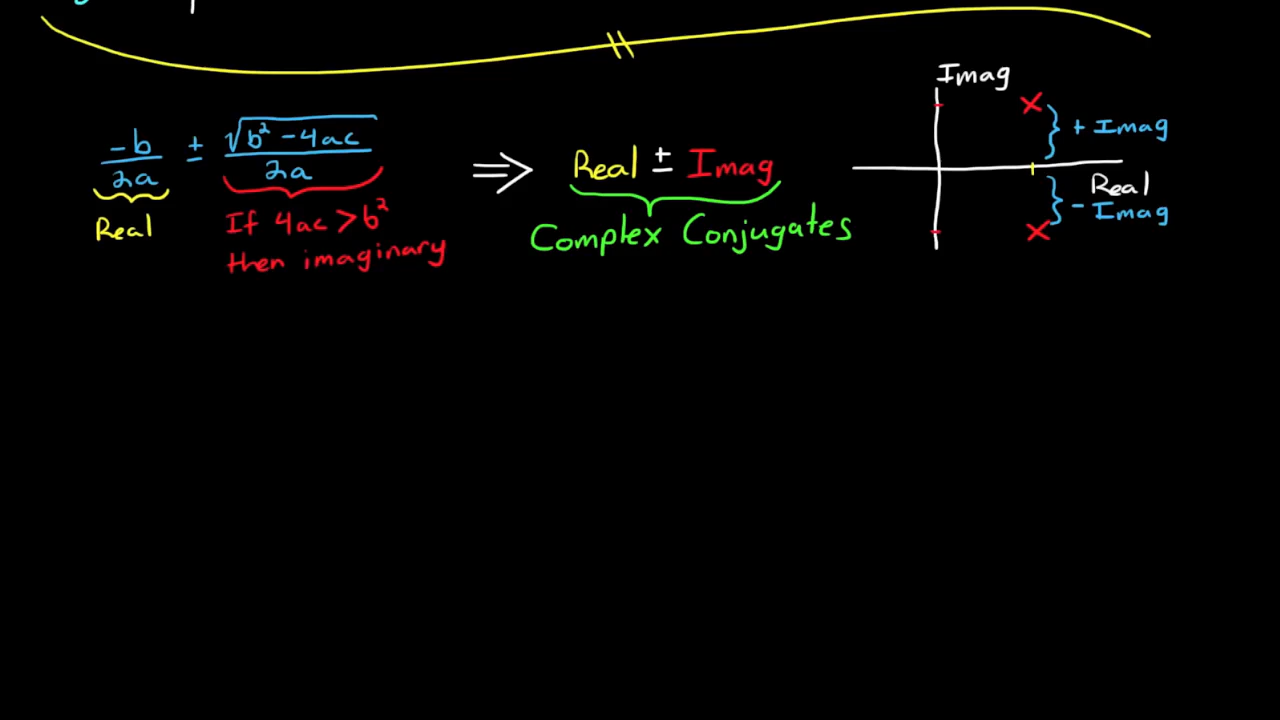 -b/2a ± √(b² - 4ac)/2a
Real
If 4ac > b²
then imaginary
⇒ Real ± Imag
Complex Conjugates
Imag
+ Imag
Real
- Imag